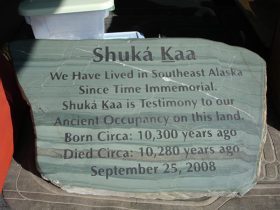 Shuká Kaa
We Have Lived in Southeast Alaska
Since Time Immemorial.
Shuká Kaa is Testimony to our
Ancient Occupancy on this land.
Born Circa: 10,300 years ago
Died Circa: 10,280 years ago
September 25, 2008